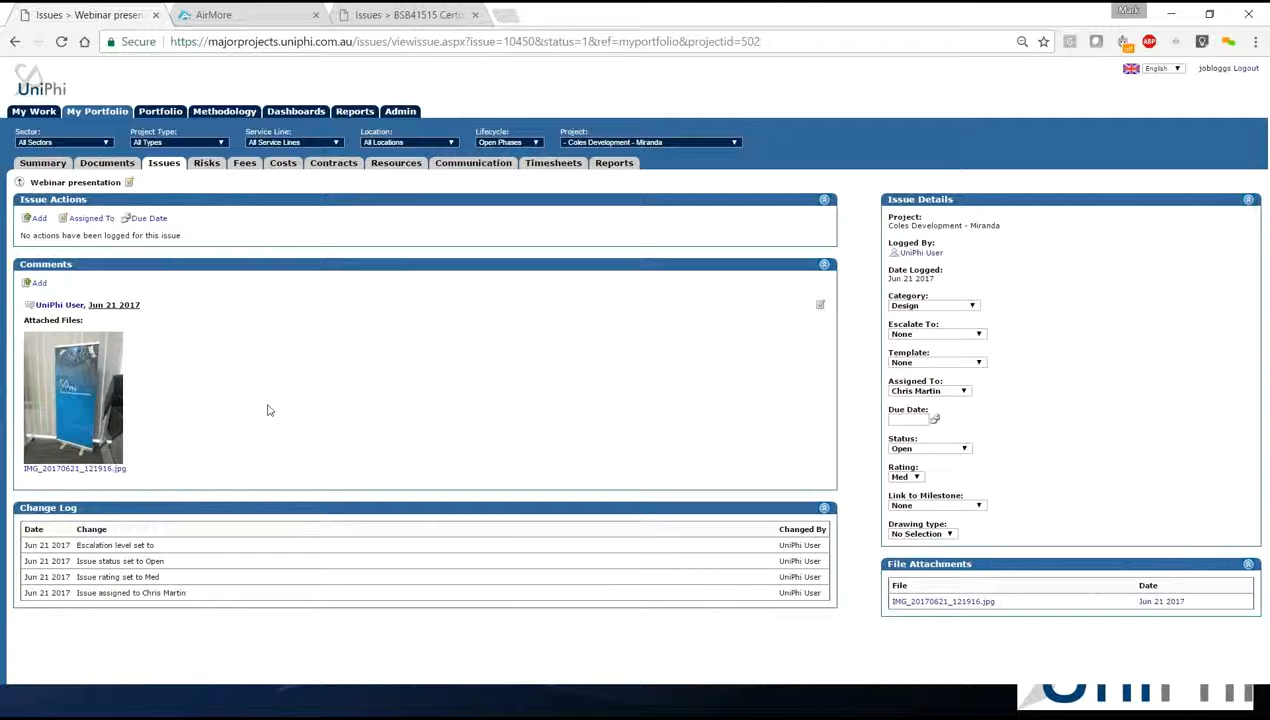 Issues > Webinar presen
AirMore
Issues > BSB41515 Certi
Mark
Secure
https://majorprojects.uniphi.com.au/issues/viewissue.aspx?issue=10450&status=1&ref=myportfolio&projectid=502
ABP
off
UniPhi
English
jobloggs Logout
My Work
My Portfolio
Portfolio
Methodology
Dashboards
Reports
Admin
Sector:
Project Type:
Service Line:
Location:
Lifecycle:
Project:
All Sectors
All Types
All Service Lines
All Locations
Open Phases
- Coles Development - Miranda
Summary
Documents
Issues
Risks
Fees
Costs
Contracts
Resources
Communication
Timesheets
Reports
Webinar presentation
Issue Actions
Add
Assigned To
Due Date
No actions have been logged for this issue
Comments
Add
UniPhi User, Jun 21 2017
Attached Files:
IMG_20170621_121916.jpg
Change Log
Date Change Changed By
Jun 21 2017 Escalation level set to UniPhi User
Jun 21 2017 Issue status set to Open UniPhi User
Jun 21 2017 Issue rating set to Med UniPhi User
Jun 21 2017 Issue assigned to Chris Martin UniPhi User
Issue Details
Project:
Coles Development - Miranda
Logged By:
UniPhi User
Date Logged:
Jun 21 2017
Category:
Design
Escalate To:
None
Template:
None
Assigned To:
Chris Martin
Due Date:
Status:
Open
Rating:
Med
Link to Milestone:
None
Drawing type:
No Selection
File Attachments
File Date
IMG_20170621_121916.jpg Jun 21 2017
UniPhi